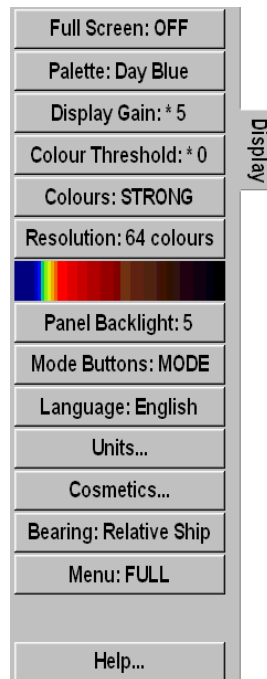 Full Screen: OFF
Palette: Day Blue
Display Gain: * 5
Display
Colour Threshold: * 0
Colours: STRONG
Resolution: 64 colours
Panel Backlight: 5
Mode Buttons: MODE
Language: English
Units...
Cosmetics...
Bearing: Relative Ship
Menu: FULL
Help...